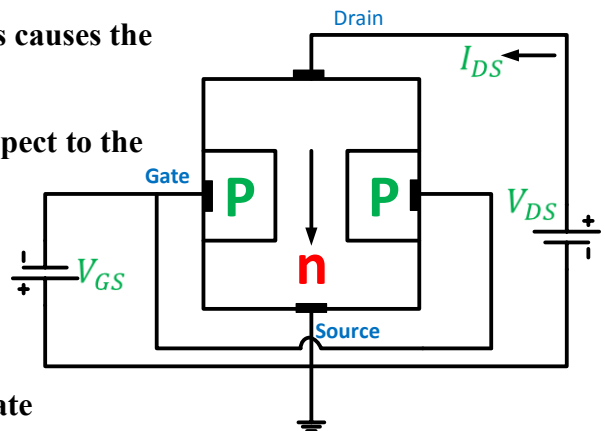 s causes the
Drain
I_DS
pect to the
Gate
P
P
V_DS
+
-
n
-
+
V_GS
Source
ate